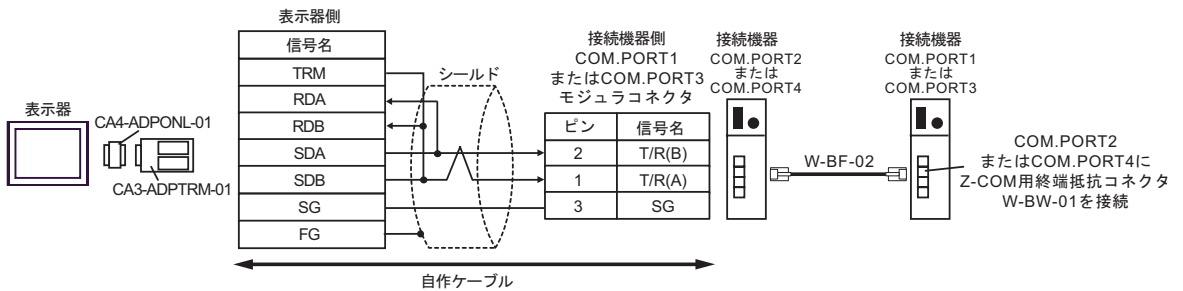 表示器
CA4-ADPONL-01
CA3-ADPTRM-01
表示器側
信号名
TRM
RDA
RDB
SDA
SDB
SG
FG
シールド
自作ケーブル
接続機器側
COM.PORT1
またはCOM.PORT3
モジュラコネクタ
ピン 信号名
2 T/R(B)
1 T/R(A)
3 SG
接続機器
COM.PORT2
または
COM.PORT4
W-BF-02
接続機器
COM.PORT1
または
COM.PORT3
COM.PORT2
またはCOM.PORT4に
Z-COM用終端抵抗コネクタ
W-BW-01を接続